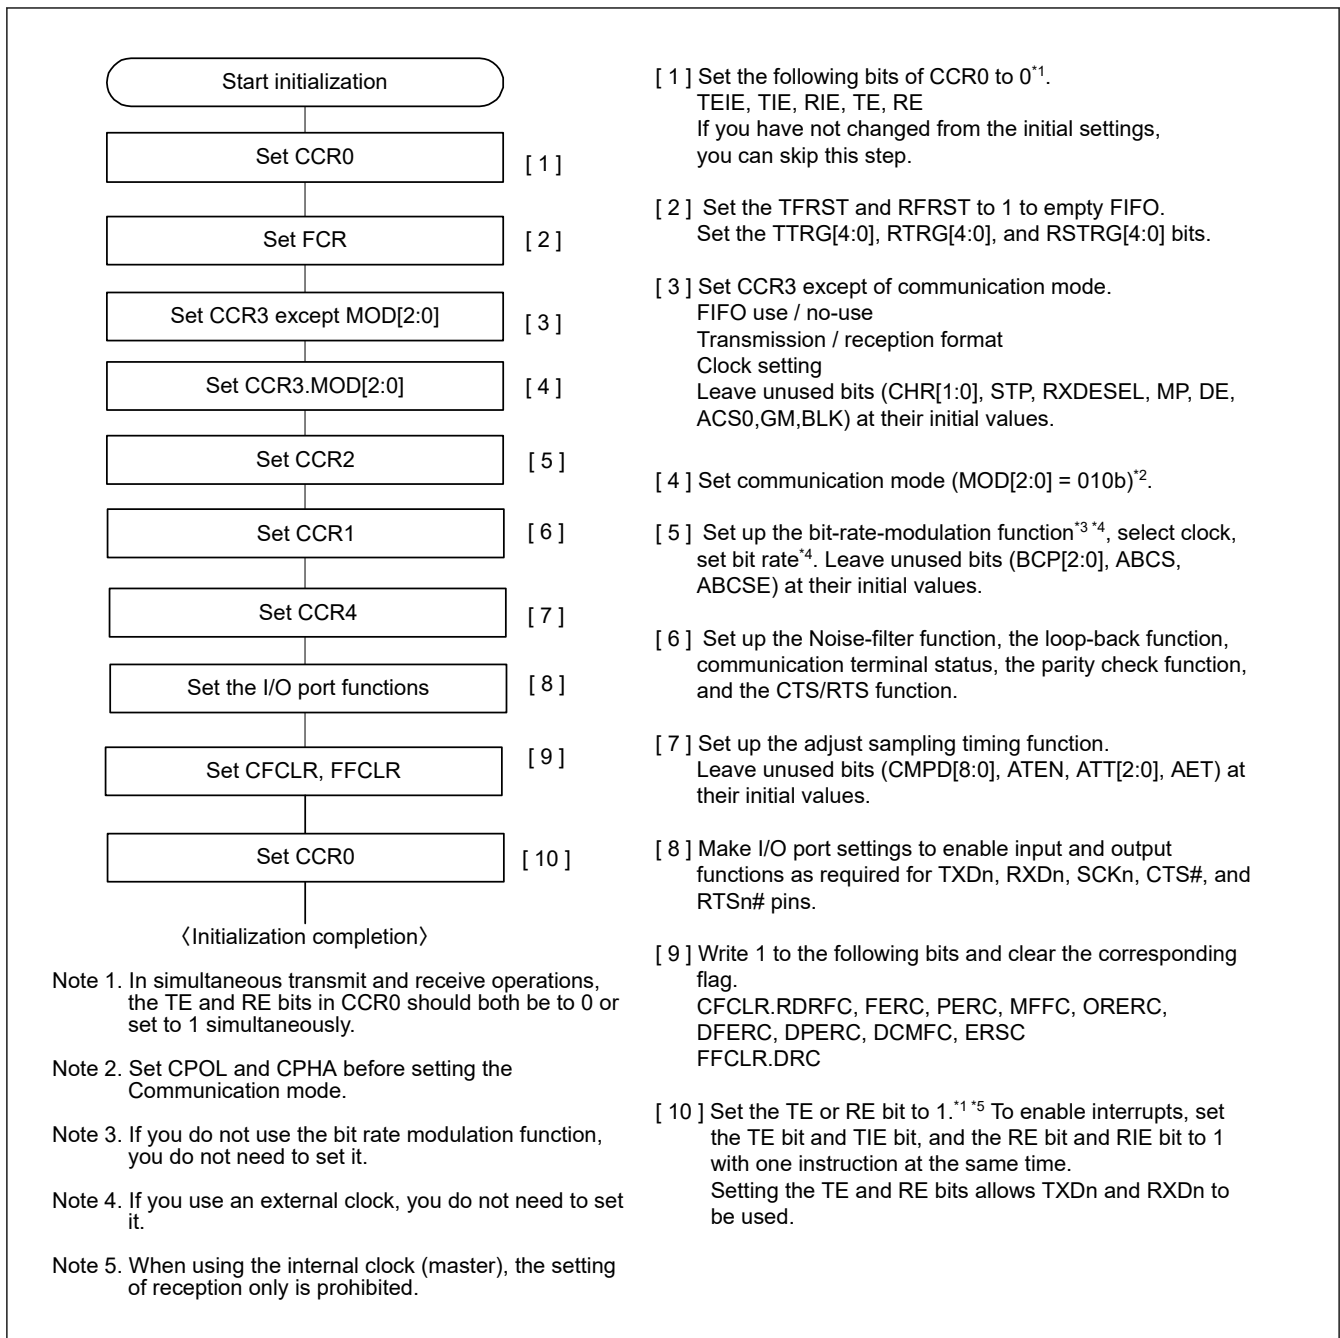 Start initialization
Set CCR0
[ 1 ]
Set FCR
[ 2 ]
Set CCR3 except MOD[2:0]
[ 3 ]
Set CCR3.MOD[2:0]
[ 4 ]
Set CCR2
[ 5 ]
Set CCR1
[ 6 ]
Set CCR4
[ 7 ]
Set the I/O port functions
[ 8 ]
Set CFCLR, FFCLR
[ 9 ]
Set CCR0
[ 10 ]
〈Initialization completion〉
Note 1. In simultaneous transmit and receive operations,
the TE and RE bits in CCR0 should both be to 0 or
set to 1 simultaneously.
Note 2. Set CPOL and CPHA before setting the
Communication mode.
Note 3. If you do not use the bit rate modulation function,
you do not need to set it.
Note 4. If you use an external clock, you do not need to set
it.
Note 5. When using the internal clock (master), the setting
of reception only is prohibited.
[ 1 ] Set the following bits of CCR0 to 0*1.
TEIE, TIE, RIE, TE, RE
If you have not changed from the initial settings,
you can skip this step.
[ 2 ] Set the TFRST and RFRST to 1 to empty FIFO.
Set the TTRG[4:0], RTRG[4:0], and RSTRG[4:0] bits.
[ 3 ] Set CCR3 except of communication mode.
FIFO use / no-use
Transmission / reception format
Clock setting
Leave unused bits (CHR[1:0], STP, RXDESEL, MP, DE,
ACS0,GM,BLK) at their initial values.
[ 4 ] Set communication mode (MOD[2:0] = 010b)*2.
[ 5 ] Set up the bit-rate-modulation function*3 *4, select clock,
set bit rate*4. Leave unused bits (BCP[2:0], ABCS,
ABCSE) at their initial values.
[ 6 ] Set up the Noise-filter function, the loop-back function,
communication terminal status, the parity check function,
and the CTS/RTS function.
[ 7 ] Set up the adjust sampling timing function.
Leave unused bits (CMPD[8:0], ATEN, ATT[2:0], AET) at
their initial values.
[ 8 ] Make I/O port settings to enable input and output
functions as required for TXDn, RXDn, SCKn, CTS#, and
RTSn# pins.
[ 9 ] Write 1 to the following bits and clear the corresponding
flag.
CFCLR.RDRFC, FERC, PERC, MFFC, ORERC,
DFERC, DPERC, DCMFC, ERSC
FFCLR.DRC
[ 10 ] Set the TE or RE bit to 1.*1 *5 To enable interrupts, set
the TE bit and TIE bit, and the RE bit and RIE bit to 1
with one instruction at the same time.
Setting the TE and RE bits allows TXDn and RXDn to
be used.